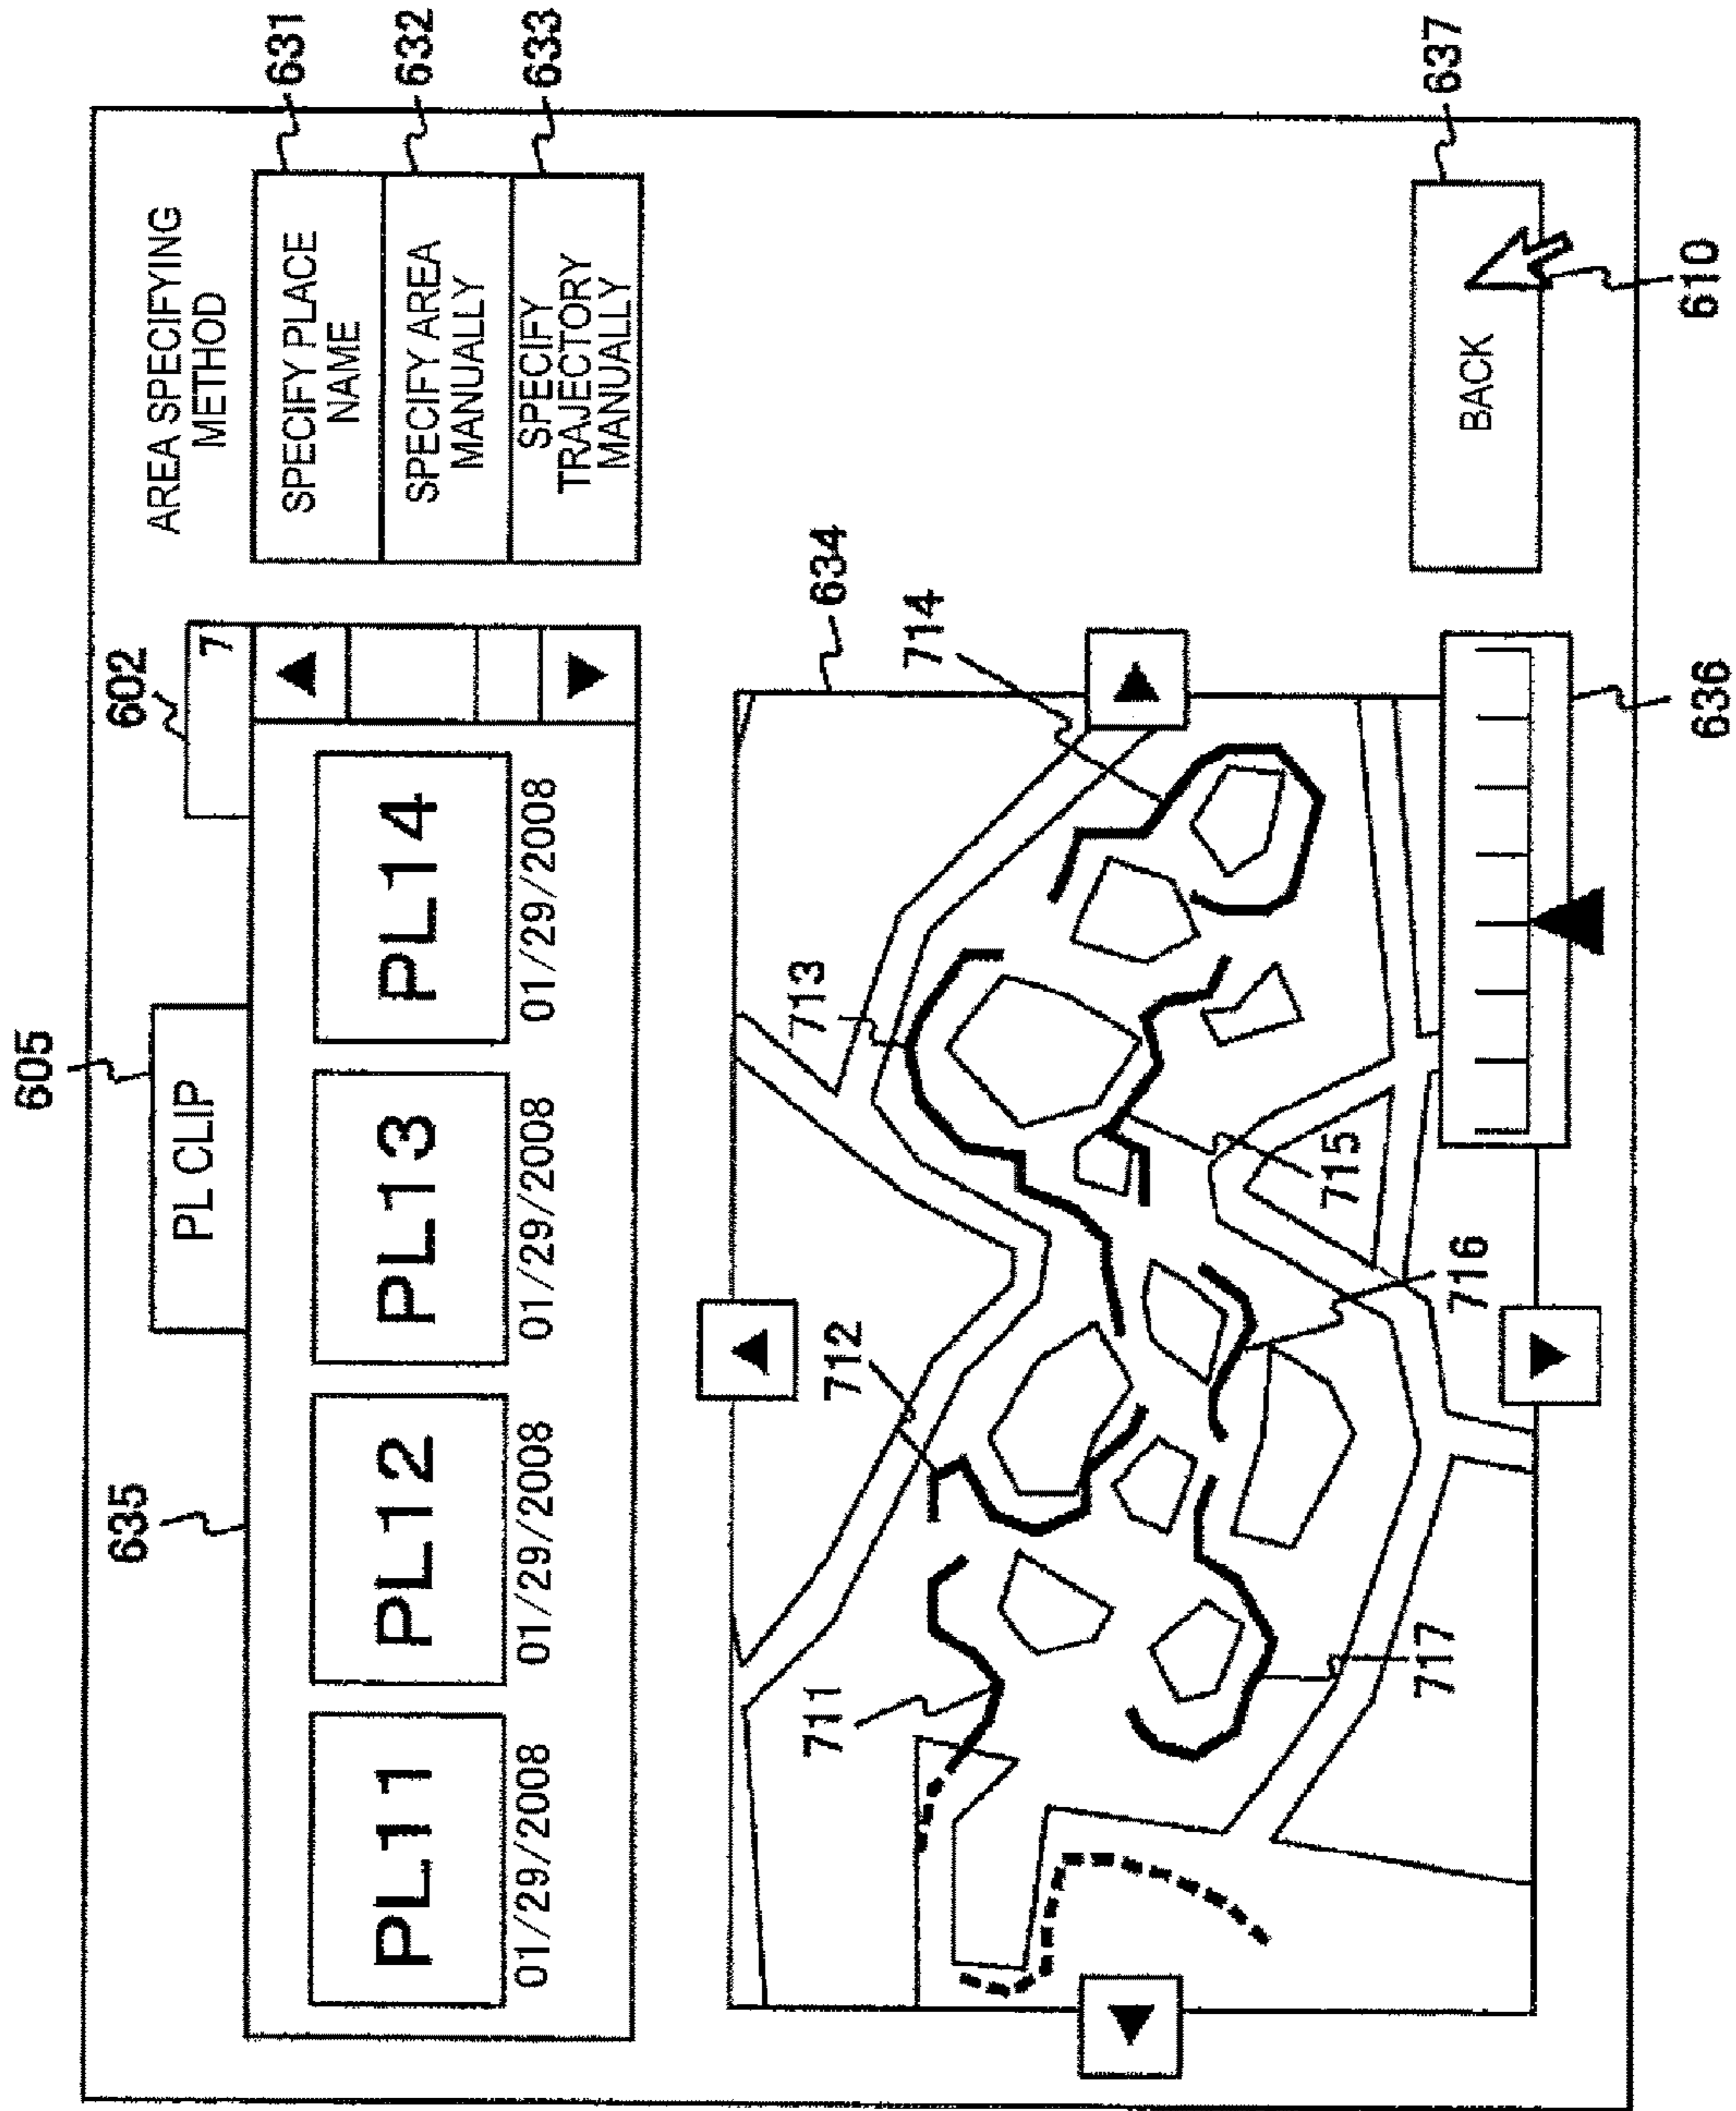 605
PL CLIP
635
602
7
PL11
PL12
PL13
PL14
01/29/2008
01/29/2008
01/29/2008
01/29/2008
AREA SPECIFYING
METHOD
SPECIFY PLACE
NAME
631
SPECIFY AREA
MANUALLY
632
SPECIFY
TRAJECTORY
MANUALLY
633
634
711
712
713
714
715
716
717
636
BACK
637
610